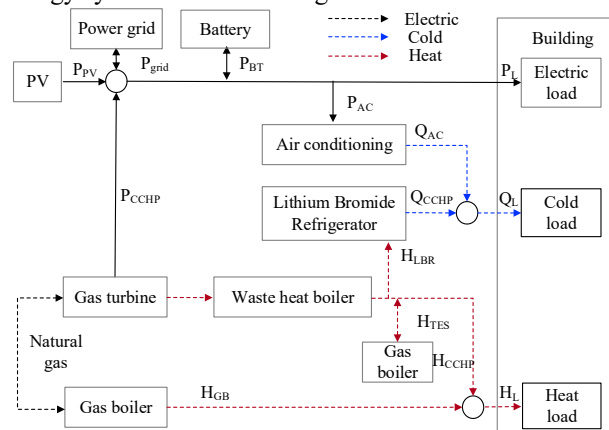 Power grid
Battery
Electric
Cold
Heat
Building
PV
P_PV
P_grid
P_BT
P_L
Electric
load
P_AC
Air conditioning
Q_AC
P_CCHP
Lithium Bromide
Refrigerator
Q_CCHP
Q_L
Cold
load
H_LBR
Gas turbine
Waste heat boiler
H_TES
Natural
gas
Gas
boiler
H_CCHP
Gas boiler
H_GB
H_L
Heat
load